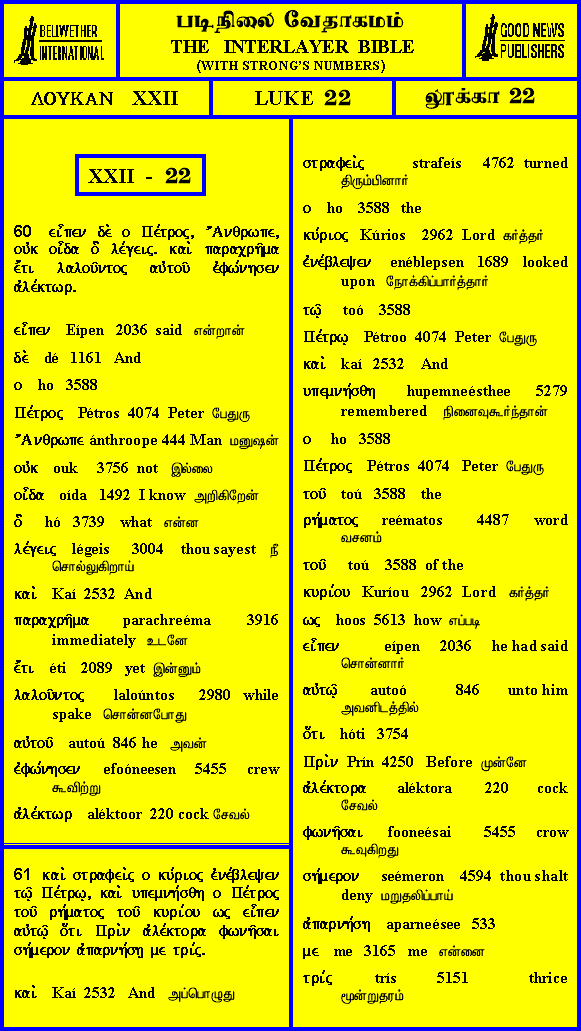 BELLWETHER
INTERNATIONAL
படிநிலை வேதாகமம்
THE INTERLAYER BIBLE
(WITH STRONG'S NUMBERS)
GOOD NEWS
PUBLISHERS
ΛΟΥΚΑΝ XXII
LUKE 22
லூக்கா 22
XXII - 22
60 εἶπεν δὲ ο Πέτρος, Ἄνθρωπε,
οὐκ οἶδα ὃ λέγεις. καὶ παραχρῆμα
ἔτι λαλοῦντος αὐτοῦ ἐφώνησεν
ἀλέκτωρ.
εἶπεν Eípen 2036 said என்றான்
δὲ dé 1161 And
ο ho 3588
Πέτρος Pétros 4074 Peter பேதுரு
Ἄνθρωπε ánthroope 444 Man மனுஷன்
οὐκ ouk 3756 not இல்லை
οἶδα oída 1492 I know அறிகிறேன்
ὃ hó 3739 what என்ன
λέγεις légeis 3004 thou sayest நீ
சொல்லுகிறாய்
καὶ Kaí 2532 And
παραχρῆμα parachreéma 3916
immediately உடனே
ἔτι éti 2089 yet இன்னும்
λαλοῦντος laloúntos 2980 while
spake சொன்னபோது
αὐτοῦ autoú 846 he அவன்
ἐφώνησεν efoóneesen 5455 crew
கூவிற்று
ἀλέκτωρ aléktoor 220 cock சேவல்
61 καὶ στραφεὶς ο κύριος ἐνέβλεψεν
τῷ Πέτρῳ, καὶ υπεμνήσθη ο Πέτρος
τοῦ ρήματος τοῦ κυρίου ως εἶπεν
αὐτῷ ὅτι Πρὶν ἀλέκτορα φωνῆσαι
σήμερον ἀπαρνήσῃ με τρίς.
καὶ Kaí 2532 And அப்பொழுது
στραφεὶς strafeís 4762 turned
திரும்பினார்
ο ho 3588 the
κύριος Kúrios 2962 Lord கர்த்தர்
ἐνέβλεψεν enéblepsen 1689 looked
upon நோக்கிப்பார்த்தார்
τῷ toó 3588
Πέτρῳ Pétroo 4074 Peter பேதுரு
καὶ kaí 2532 And
υπεμνήσθη hupemneésthee 5279
remembered நினைவுகூர்ந்தான்
ο ho 3588
Πέτρος Pétros 4074 Peter பேதுரு
τοῦ toú 3588 the
ρήματος reématos 4487 word
வசனம்
τοῦ toú 3588 of the
κυρίου Kuríou 2962 Lord கர்த்தர்
ως hoos 5613 how எப்படி
εἶπεν eípen 2036 he had said
சொன்னார்
αὐτῷ autoó 846 unto him
அவனிடத்தில்
ὅτι hóti 3754
Πρὶν Prín 4250 Before முன்னே
ἀλέκτορα aléktora 220 cock
சேவல்
φωνῆσαι fooneésai 5455 crow
கூவுகிறது
σήμερον seémeron 4594 thou shalt
deny மறுதலிப்பாய்
ἀπαρνήσῃ aparneésee 533
με me 3165 me என்னை
τρίς trís 5151 thrice
மூன்றுதரம்